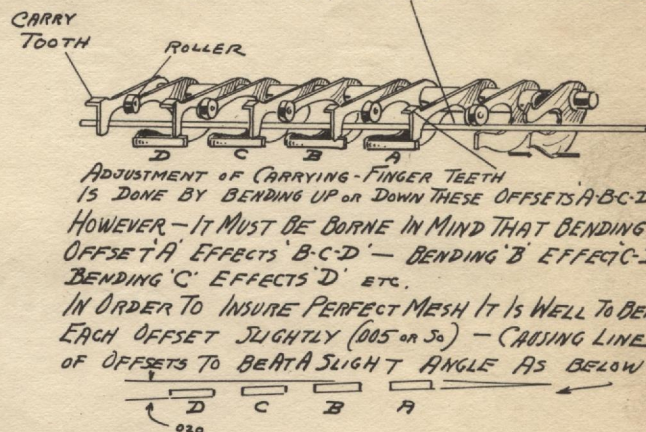 CARRY
TOOTH
ROLLER
D C B A
ADJUSTMENT OF CARRYING-FINGER TEETH
IS DONE BY BENDING UP OR DOWN THESE OFFSETS A-B-C-D
HOWEVER — IT MUST BE BORNE IN MIND THAT BENDING
OFFSET 'A' EFFECTS 'B-C-D' — BENDING 'B' EFFECT 'C-
BENDING 'C' EFFECTS 'D' ETC.
IN ORDER TO INSURE PERFECT MESH IT IS WELL TO BE
EACH OFFSET SLIGHTLY (.005 OR SO) — CAUSING LINE
OF OFFSETS TO BE AT A SLIGHT ANGLE AS BELOW
D C B A
.020